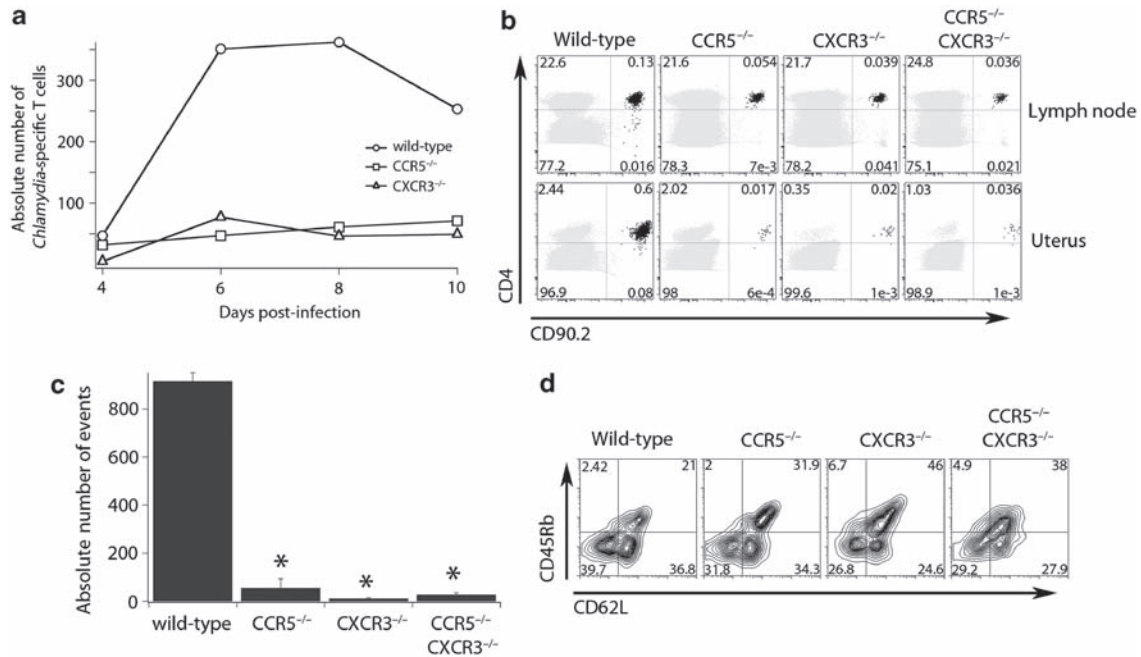 a
Absolute number of
Chlamydia-specific T cells
300
200
100
wild-type
CCR5–/–
CXCR3–/–
4
6
8
10
Days post-infection
b
Wild-type
CCR5–/–
CXCR3–/–
CCR5–/–
CXCR3–/–
22.6 0.13
21.6 0.054
21.7 0.039
24.8 0.036
Lymph node
77.2 0.016
78.3 7e-3
78.2 0.041
75.1 0.021
2.44 0.6
2.02 0.017
0.35 0.02
1.03 0.036
Uterus
96.9 0.08
98 6e-4
99.6 1e-3
98.9 1e-3
CD4
CD90.2
c
Absolute number of events
800
600
400
200
0
*
*
*
wild-type
CCR5–/–
CXCR3–/–
CCR5–/–
CXCR3–/–
d
Wild-type
CCR5–/–
CXCR3–/–
CCR5–/–
CXCR3–/–
2.42 21
2 31.9
6.7 46
4.9 38
39.7 36.8
31.8 34.3
26.8 24.6
29.2 27.9
CD45Rb
CD62L